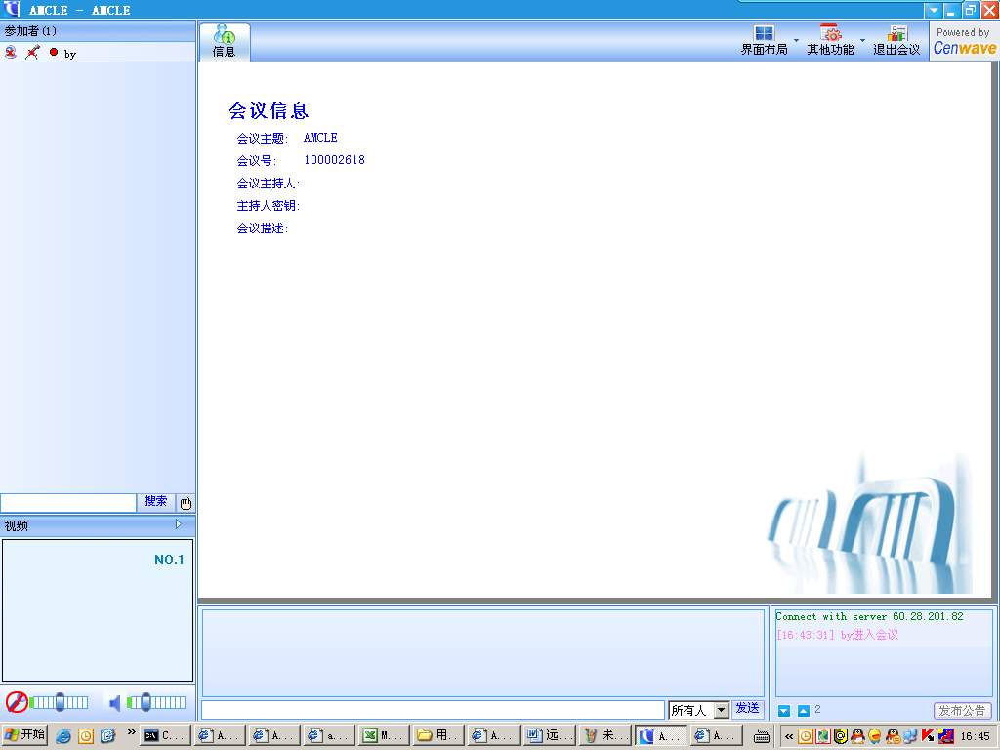 AMCLE - AMCLE
参加者(1)
by
信息
界面布局
其他功能
退出会议
Powered by
Cenwave
会议信息
会议主题: AMCLE
会议号: 100002618
会议主持人:
主持人密钥:
会议描述:
搜索
视频
NO.1
Connect with server 60.28.201.82
[16:43:31] by进入会议
所有人
发送
2
发布公告
开始
»
C...
A...
A...
a...
M...
用...
A...
远...
未...
A...
A...
«
16:45